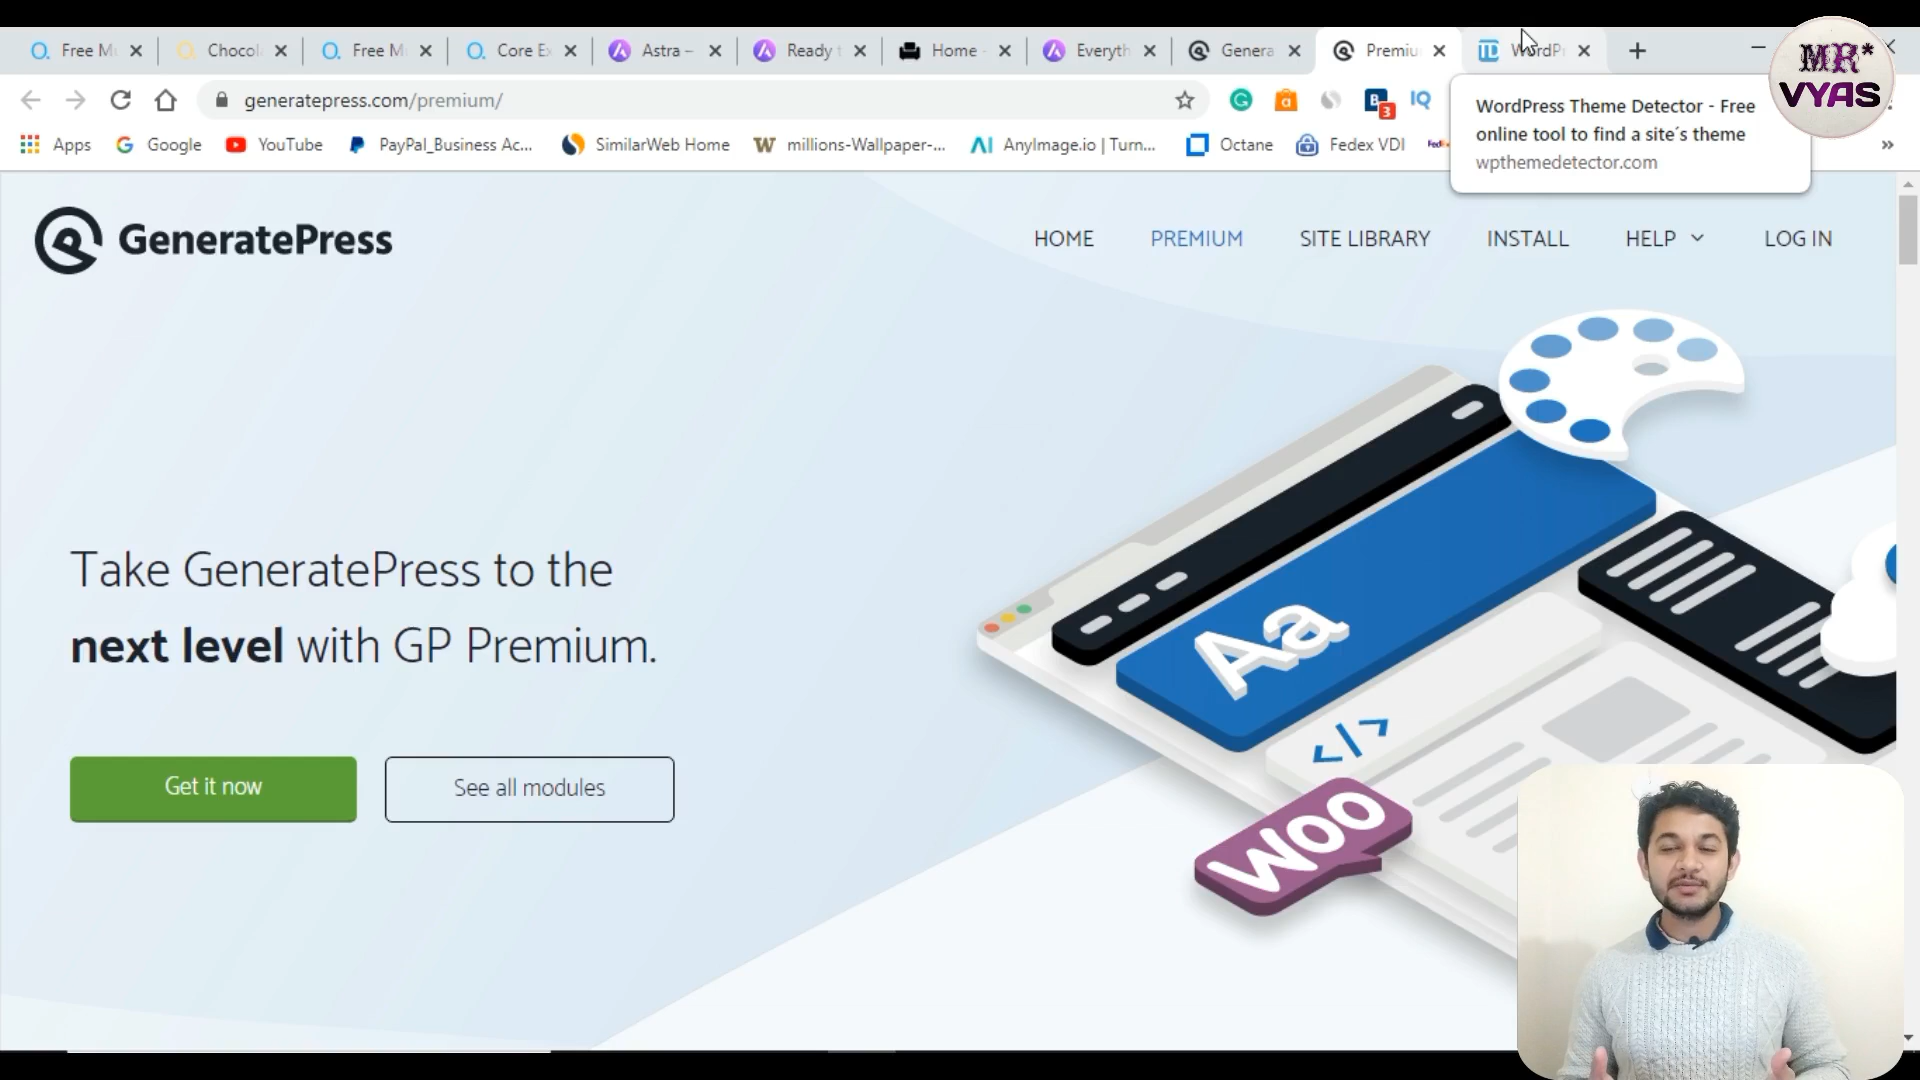 Free M
Chocol
Free M
Core Ex
Astra –
Ready t
Home -
Everyth
Genera
Premiu
WordPr
MR*
VYAS
generatepress.com/premium/
B
3
IQ
WordPress Theme Detector - Free
online tool to find a site´s theme
wpthemedetector.com
Apps
Google
YouTube
PayPal_Business Ac...
SimilarWeb Home
W
millions-Wallpaper-...
AnyImage.io | Turn...
Octane
Fedex VDI
»
GeneratePress
HOME
PREMIUM
SITE LIBRARY
INSTALL
HELP
LOG IN
Take GeneratePress to the
next level with GP Premium.
Get it now
See all modules
Aa
</>
Woo